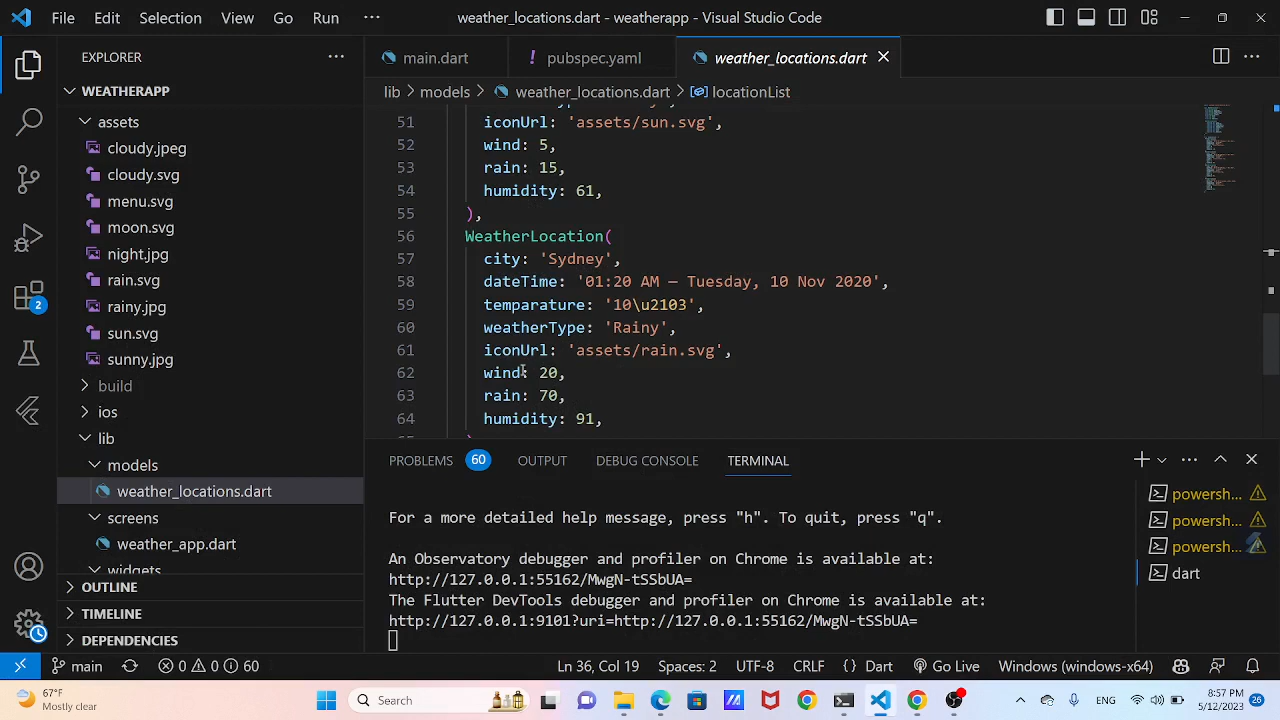 File Edit Selection View Go Run ··· weather_locations.dart - weatherapp - Visual Studio Code
EXPLORER ··· main.dart ! pubspec.yaml weather_locations.dart
WEATHERAPP lib > models > weather_locations.dart > locationList
assets
cloudy.jpeg
cloudy.svg
menu.svg
moon.svg
night.jpg
rain.svg
rainy.jpg
sun.svg
sunny.jpg
build
ios
lib
models
weather_locations.dart
screens
weather_app.dart
widgets
OUTLINE
TIMELINE
DEPENDENCIES
2
51 iconUrl: 'assets/sun.svg',
52 wind: 5,
53 rain: 15,
54 humidity: 61,
55 ),
56 WeatherLocation(
57 city: 'Sydney',
58 dateTime: '01:20 AM — Tuesday, 10 Nov 2020',
59 temparature: '10\u2103',
60 weatherType: 'Rainy',
61 iconUrl: 'assets/rain.svg',
62 wind: 20,
63 rain: 70,
64 humidity: 91,
PROBLEMS 60 OUTPUT DEBUG CONSOLE TERMINAL
For a more detailed help message, press "h". To quit, press "q".
An Observatory debugger and profiler on Chrome is available at:
http://127.0.0.1:55162/MwgN-tSSbUA=
The Flutter DevTools debugger and profiler on Chrome is available at:
http://127.0.0.1:9101?uri=http://127.0.0.1:55162/MwgN-tSSbUA=
powersh...
powersh...
powersh...
dart
main 0 0 60 Ln 36, Col 19 Spaces: 2 UTF-8 CRLF {} Dart Go Live Windows (windows-x64)
67°F
Mostly clear
Search
ENG
8:57 PM
5/12/2023
26